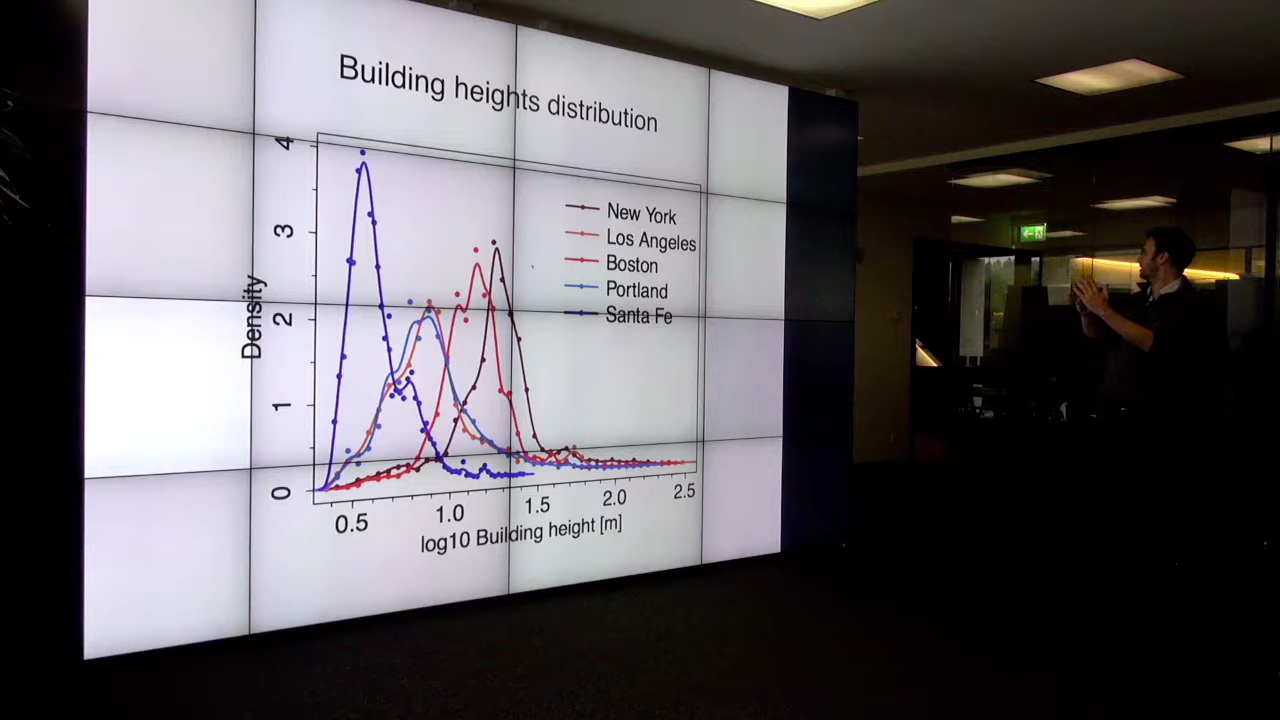 Building heights distribution
4
3
2
1
0
Density
New York
Los Angeles
Boston
Portland
Santa Fe
0.5 1.0 1.5 2.0 2.5
log10 Building height [m]